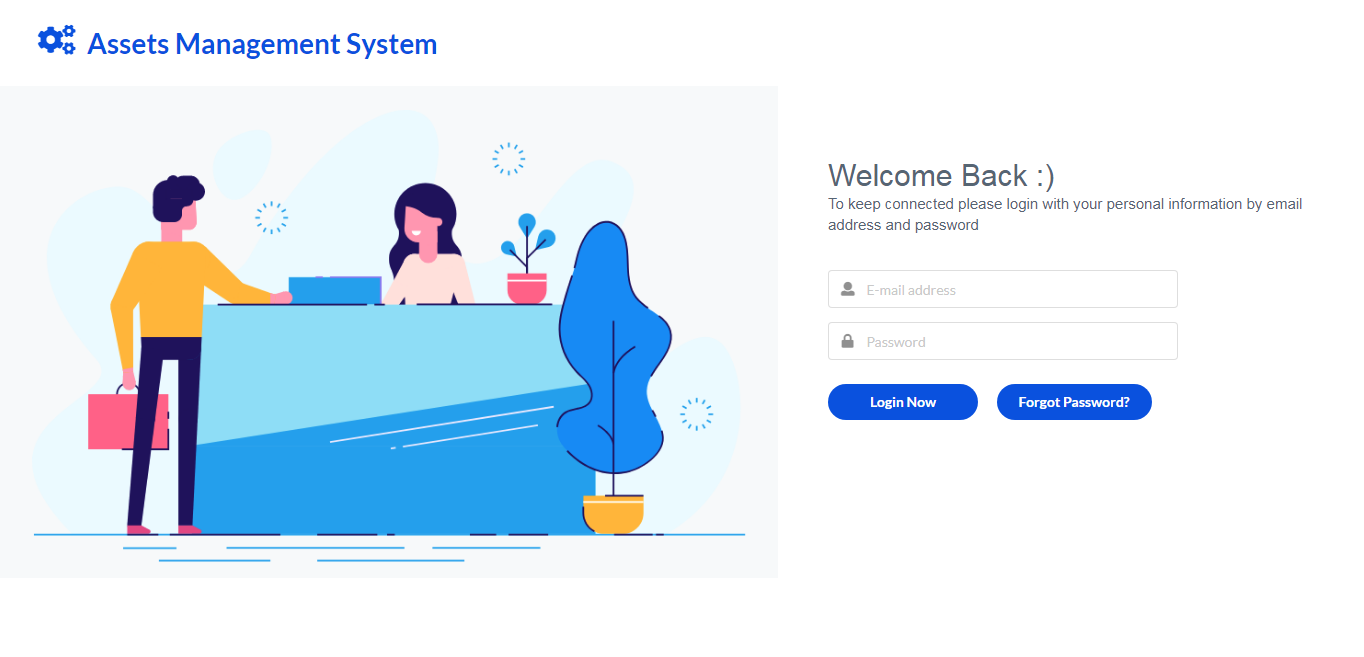 Assets Management System
Welcome Back :)
To keep connected please login with your personal information by email
address and password
E-mail address
Password
Login Now
Forgot Password?